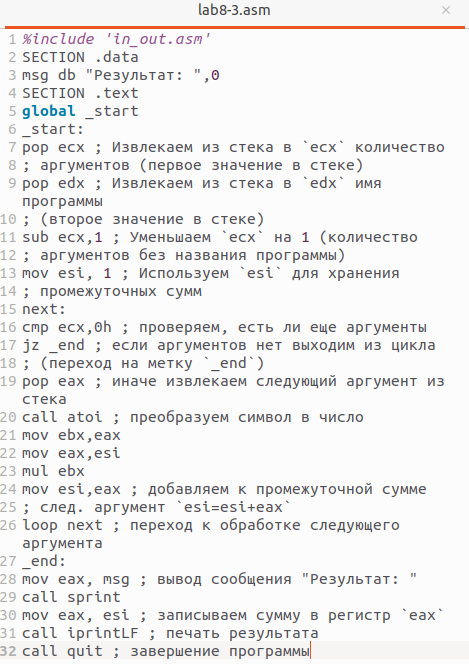 lab8-3.asm
1 %include 'in_out.asm'
2 SECTION .data
3 msg db "Результат: ",0
4 SECTION .text
5 global _start
6 _start:
7 pop ecx ; Извлекаем из стека в `ecx` количество
8 ; аргументов (первое значение в стеке)
9 pop edx ; Извлекаем из стека в `edx` имя
программы
10 ; (второе значение в стеке)
11 sub ecx,1 ; Уменьшаем `ecx` на 1 (количество
12 ; аргументов без названия программы)
13 mov esi, 1 ; Используем `esi` для хранения
14 ; промежуточных сумм
15 next:
16 cmp ecx,0h ; проверяем, есть ли еще аргументы
17 jz _end ; если аргументов нет выходим из цикла
18 ; (переход на метку `_end`)
19 pop eax ; иначе извлекаем следующий аргумент из
стека
20 call atoi ; преобразуем символ в число
21 mov ebx,eax
22 mov eax,esi
23 mul ebx
24 mov esi,eax ; добавляем к промежуточной сумме
25 ; след. аргумент `esi=esi+eax`
26 loop next ; переход к обработке следующего
аргумента
27 _end:
28 mov eax, msg ; вывод сообщения "Результат: "
29 call sprint
30 mov eax, esi ; записываем сумму в регистр `eax`
31 call iprintLF ; печать результата
32 call quit ; завершение программы